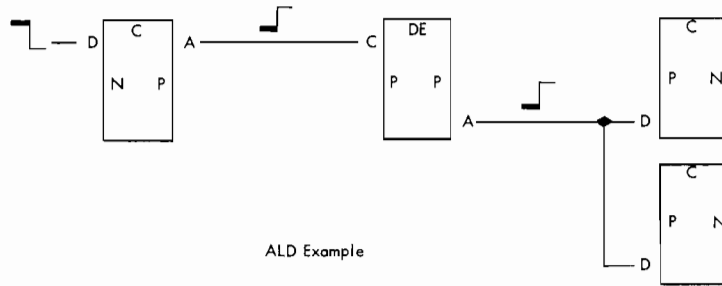 C DE C
D A C
N P P P P N
A D
C
P N
ALD Example
D